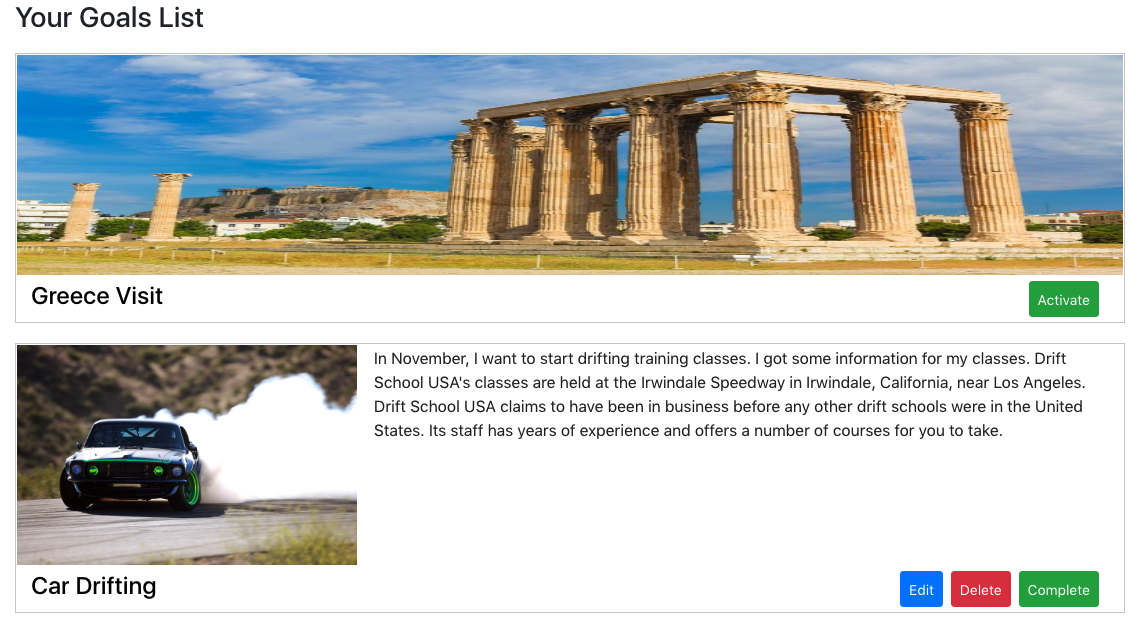 Your Goals List
Greece Visit
Activate
In November, I want to start drifting training classes. I got some information for my classes. Drift
School USA's classes are held at the Irwindale Speedway in Irwindale, California, near Los Angeles.
Drift School USA claims to have been in business before any other drift schools were in the United
States. Its staff has years of experience and offers a number of courses for you to take.
Car Drifting
Edit
Delete
Complete